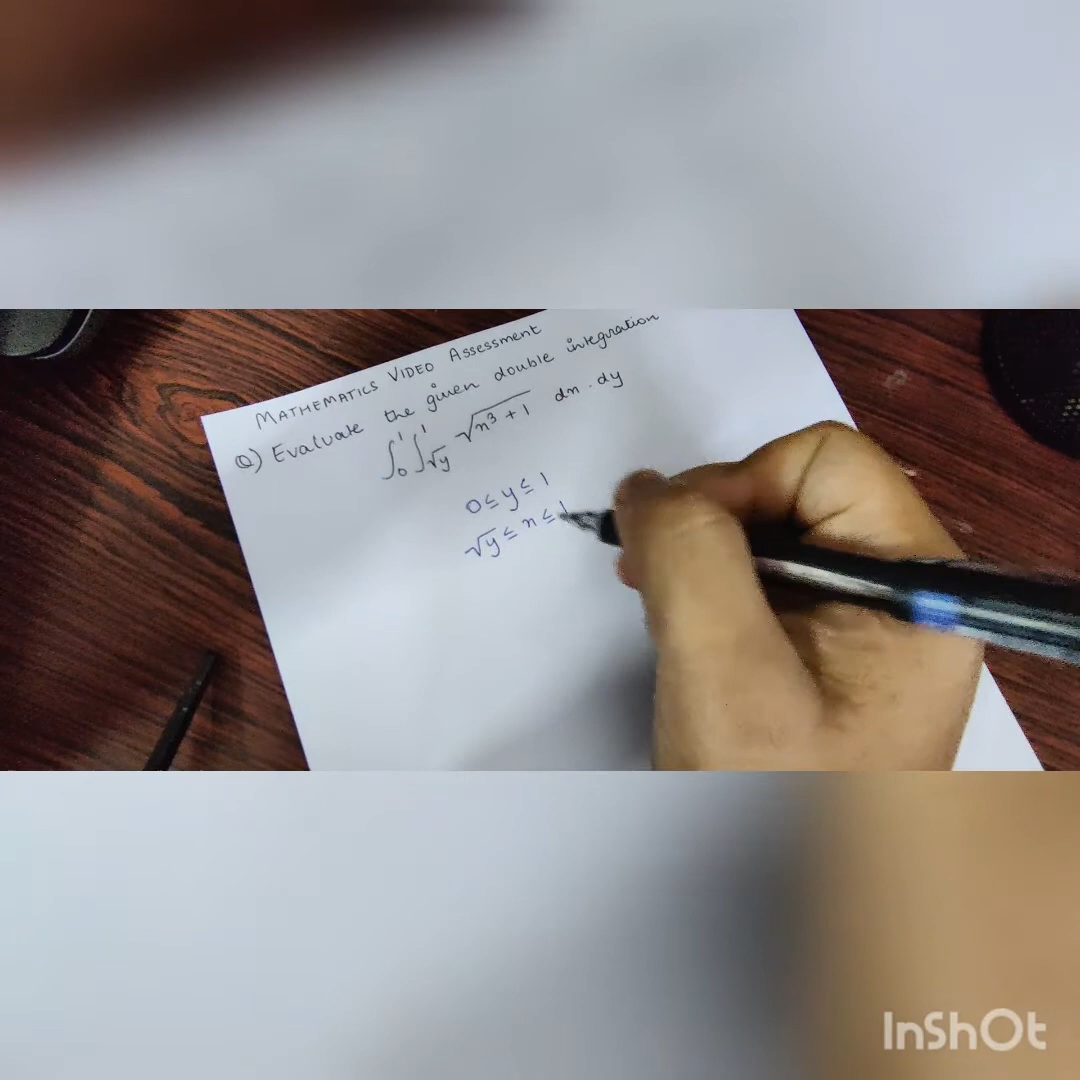 MATHEMATICS VIDEO ASSESSMENT
Q) Evaluate the given double integration
∫₀¹ ∫√y¹ √n³ + 1 dn . dy
0 ≤ y ≤ 1
√y ≤ n ≤ 1
InShOt